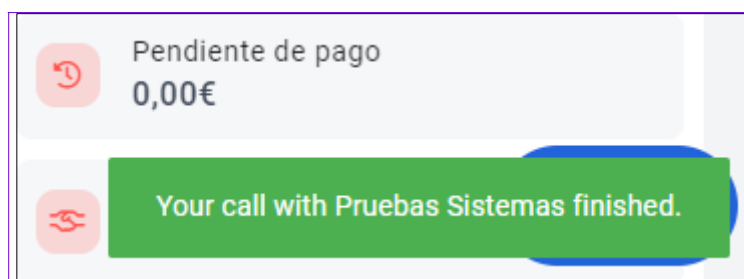 Pendiente de pago
0,00€
Your call with Pruebas Sistemas finished.